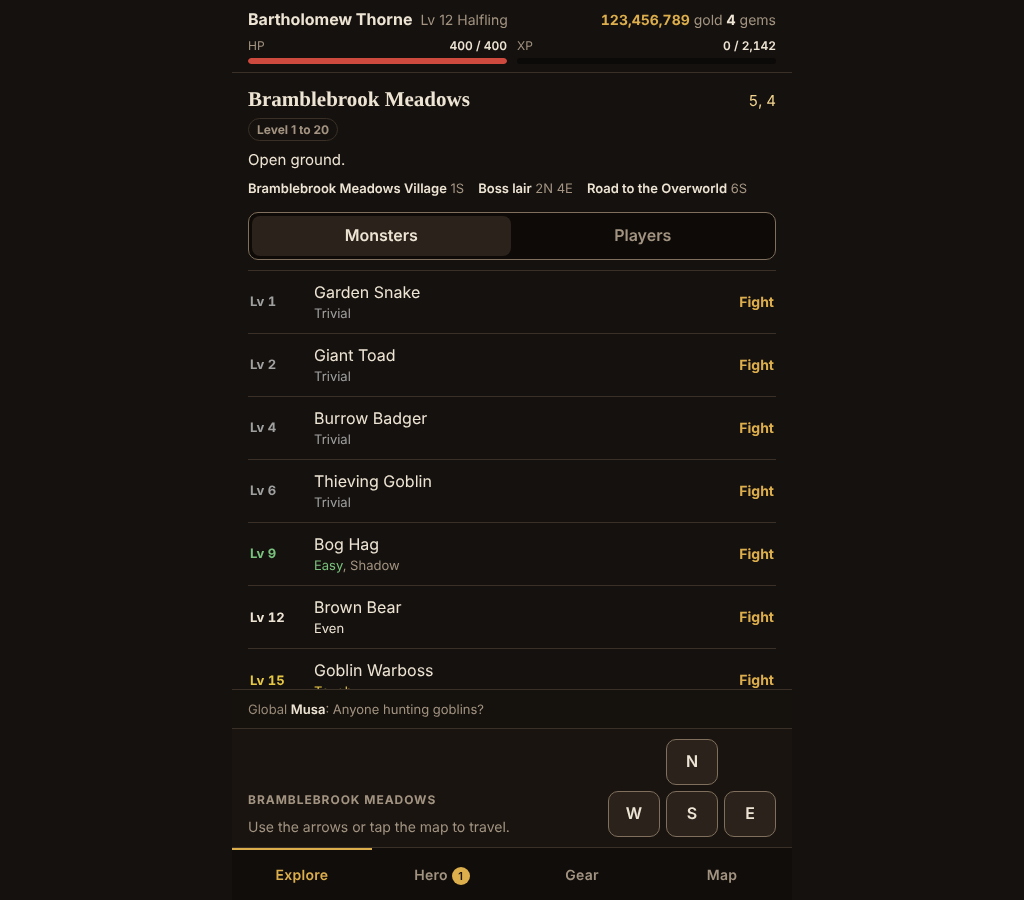 Bartholomew Thorne Lv 12 Halfling 123,456,789 gold 4 gems
HP 400 / 400 XP 0 / 2,142
Bramblebrook Meadows 5, 4
Level 1 to 20
Open ground.
Bramblebrook Meadows Village 1S Boss lair 2N 4E Road to the Overworld 6S
Monsters Players
Lv 1 Garden Snake Fight
Trivial
Lv 2 Giant Toad Fight
Trivial
Lv 4 Burrow Badger Fight
Trivial
Lv 6 Thieving Goblin Fight
Trivial
Lv 9 Bog Hag Fight
Easy, Shadow
Lv 12 Brown Bear Fight
Even
Lv 15 Goblin Warboss Fight
Global Musa: Anyone hunting goblins?
N
BRAMBLEBROOK MEADOWS
W S E
Use the arrows or tap the map to travel.
Explore Hero 1 Gear Map